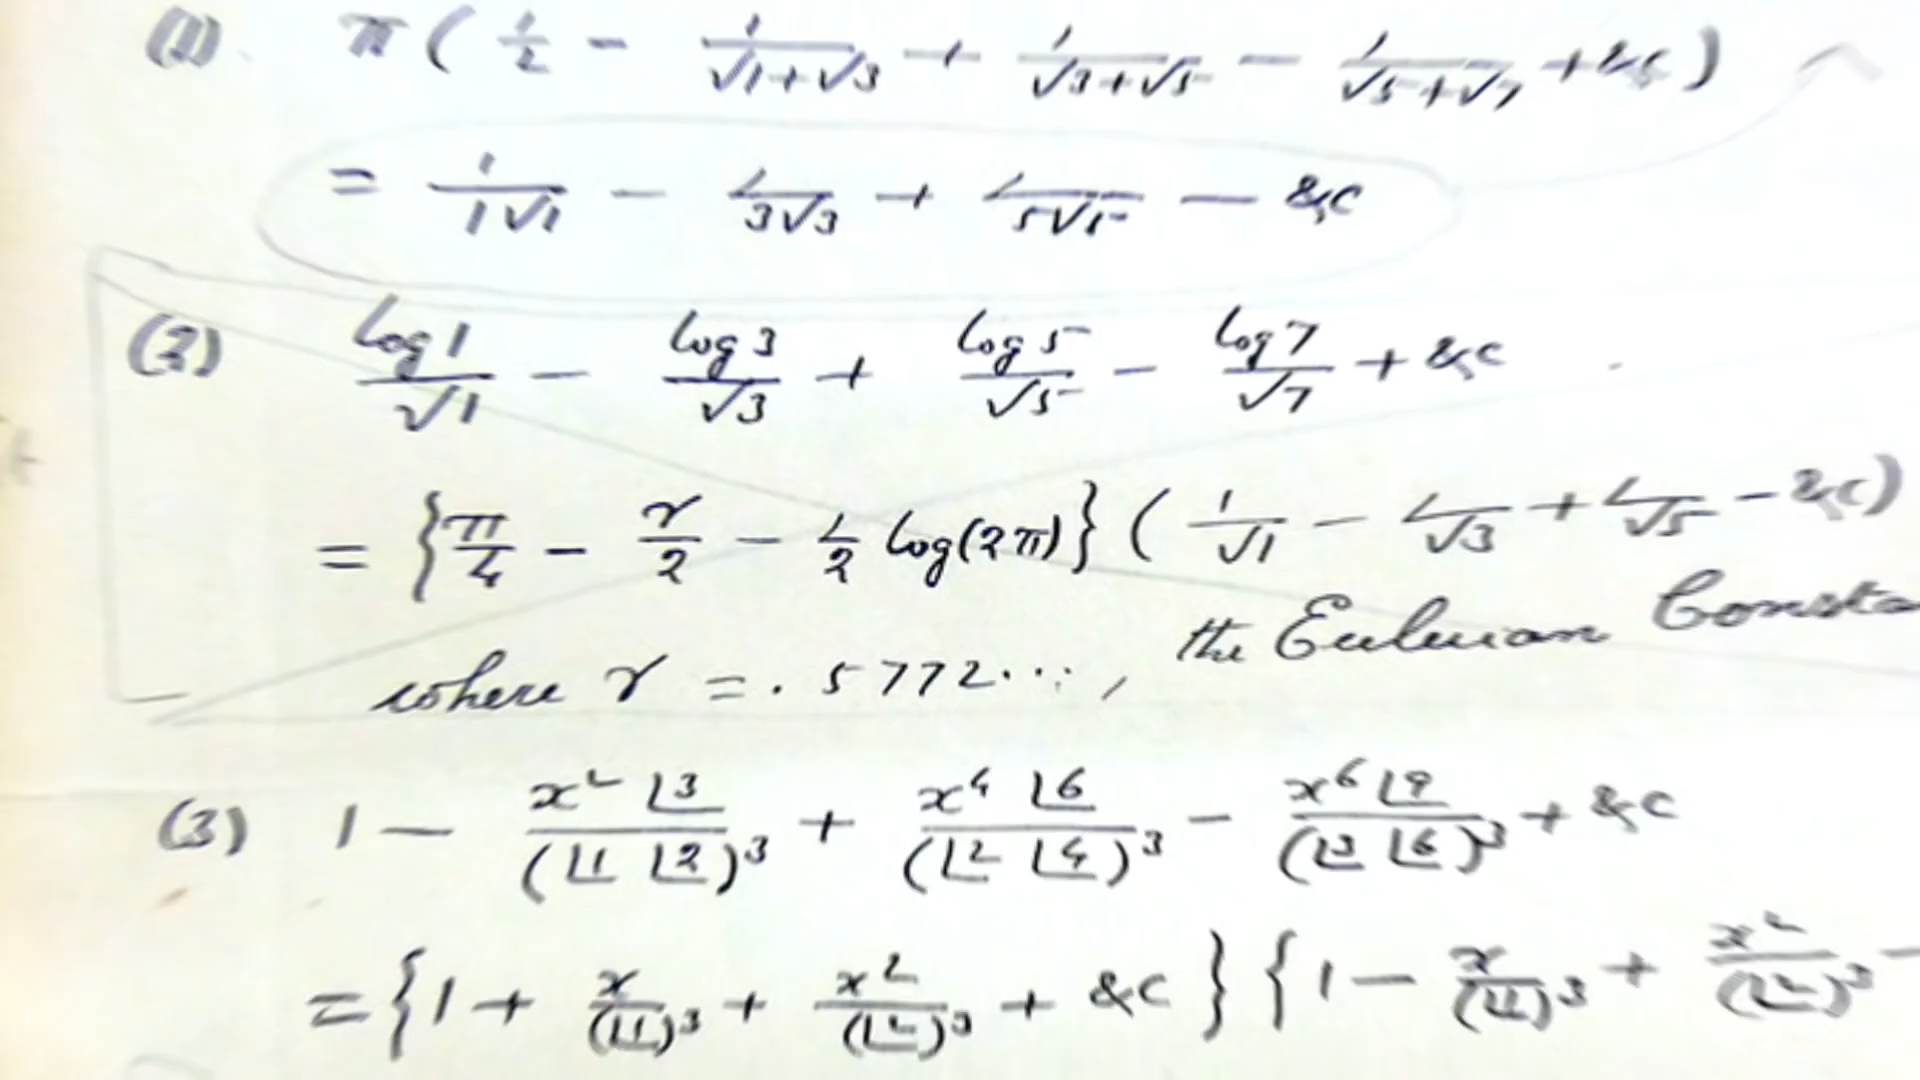 (1) π ( 1/2 − 1/(√1+√3) + 1/(√3+√5) − 1/(√5+√7) + &c )
= 1/(1√1) − 1/(3√3) + 1/(5√5) − &c
(2) log 1/√1 − log 3/√3 + log 5/√5 − log 7/√7 + &c
= {π/4 − γ/2 − 1/2 log(2π)} ( 1/√1 − 1/√3 + 1/√5 − &c )
where γ = .5772..., the Eulerian Consta
(3) 1 − x² ∟3/(∟1 ∟2)³ + x⁴ ∟6/(∟2 ∟4)³ − x⁶ ∟9/(∟3 ∟6)³ + &c
= {1 + x/(∟1)³ + x²/(∟2)³ + &c} {1 − x/(∟1)³ + x²/(∟2)³ −